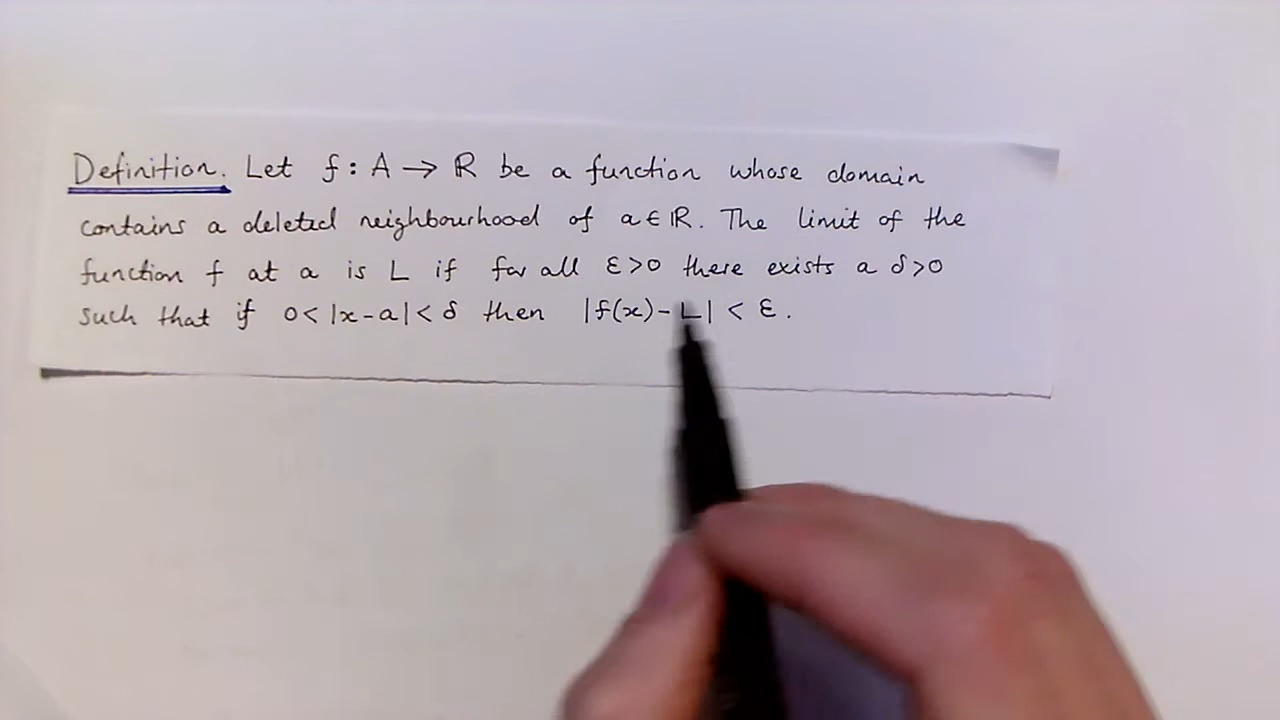 Definition. Let f : A → ℝ be a function whose domain
contains a deleted neighbourhood of a ∈ ℝ. The limit of the
function f at a is L if for all ε>0 there exists a δ>0
such that if 0 < |x - a| < δ then |f(x) - L| < ε.